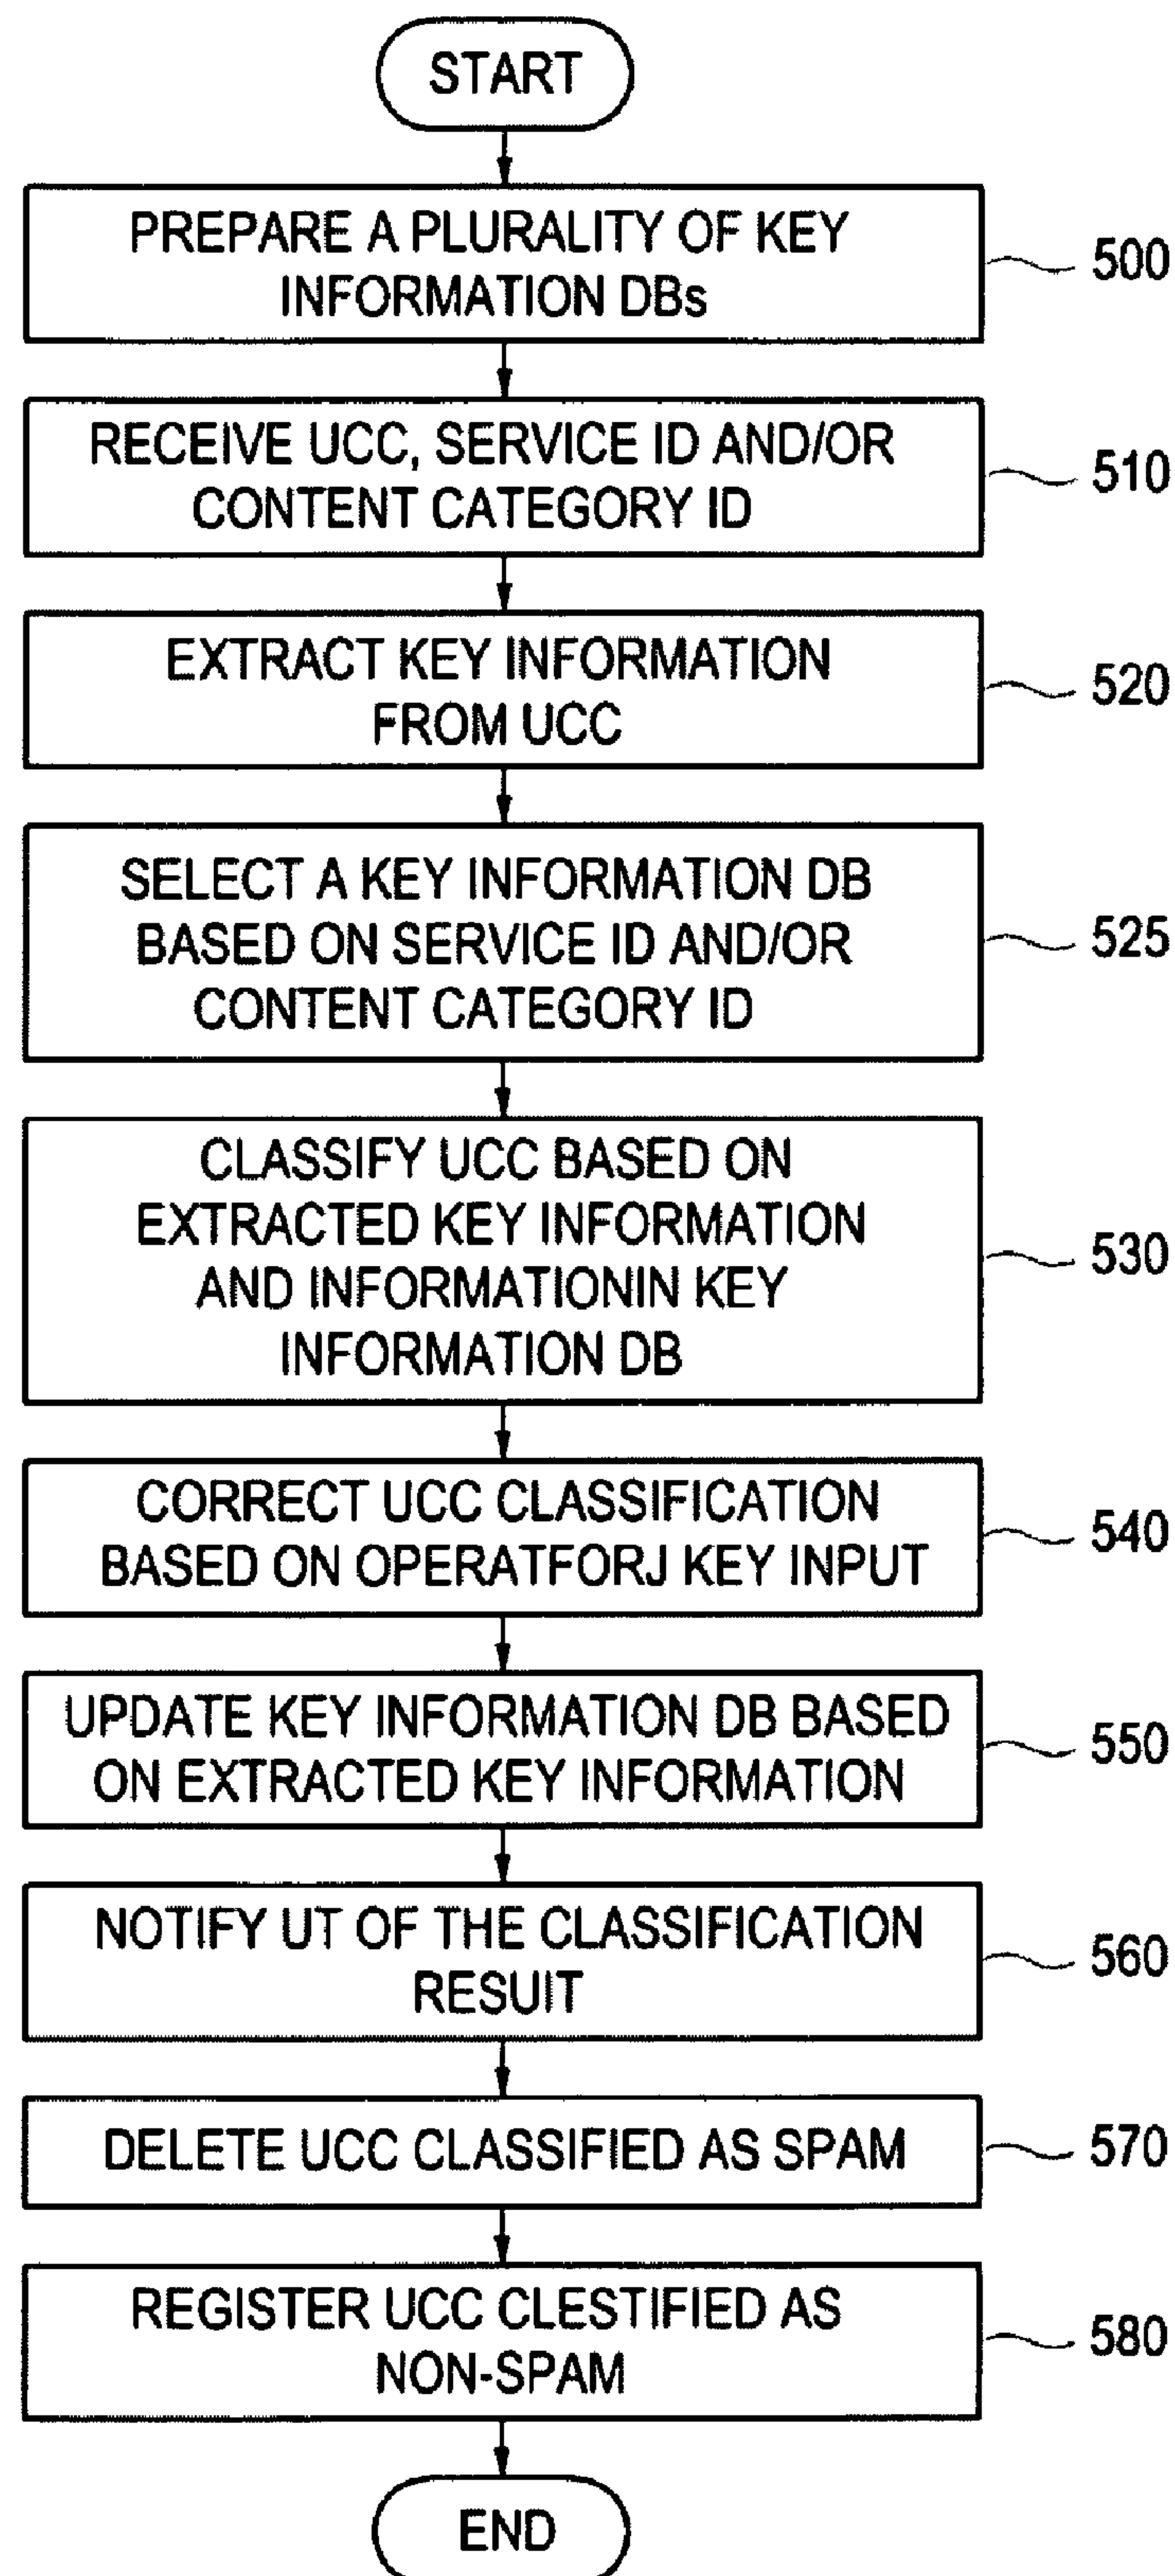 START
PREPARE A PLURALITY OF KEY
INFORMATION DBs
500
RECEIVE UCC, SERVICE ID AND/OR
CONTENT CATEGORY ID
510
EXTRACT KEY INFORMATION
FROM UCC
520
SELECT A KEY INFORMATION DB
BASED ON SERVICE ID AND/OR
CONTENT CATEGORY ID
525
CLASSIFY UCC BASED ON
EXTRACTED KEY INFORMATION
AND INFORMATIONIN KEY
INFORMATION DB
530
CORRECT UCC CLASSIFICATION
BASED ON OPERATFORJ KEY INPUT
540
UPDATE KEY INFORMATION DB BASED
ON EXTRACTED KEY INFORMATION
550
NOTIFY UT OF THE CLASSIFICATION
RESUIT
560
DELETE UCC CLASSIFIED AS SPAM
570
REGISTER UCC CLESTIFIED AS
NON-SPAM
580
END